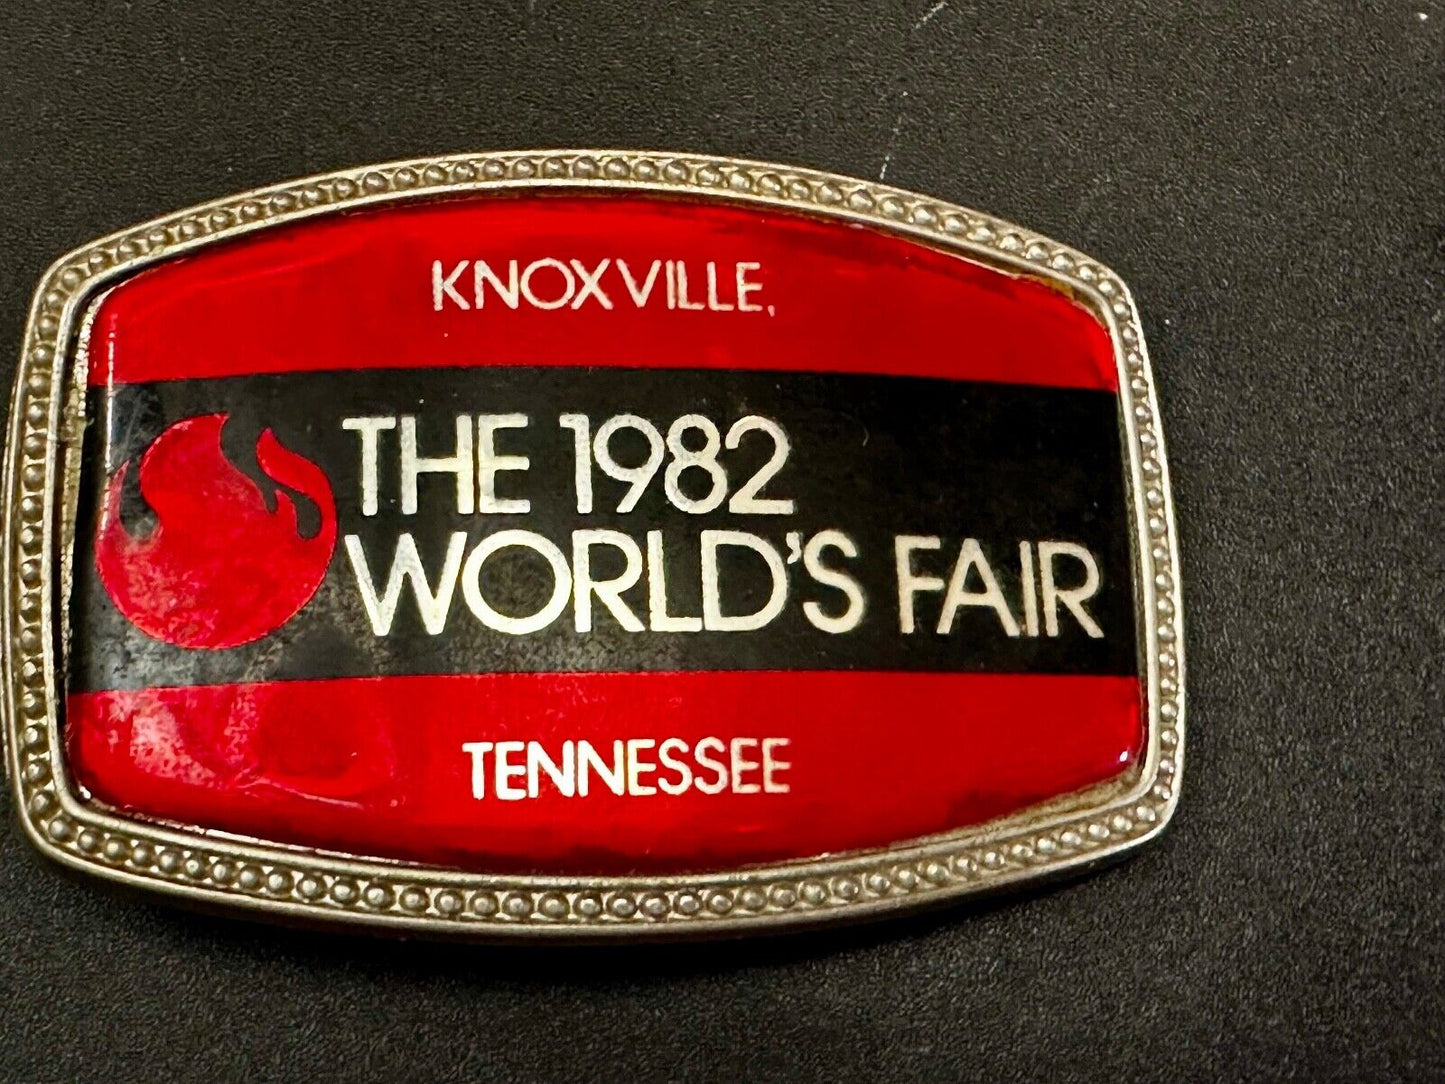 KNOXVILLE,
THE 1982
WORLD'S FAIR
TENNESSEE